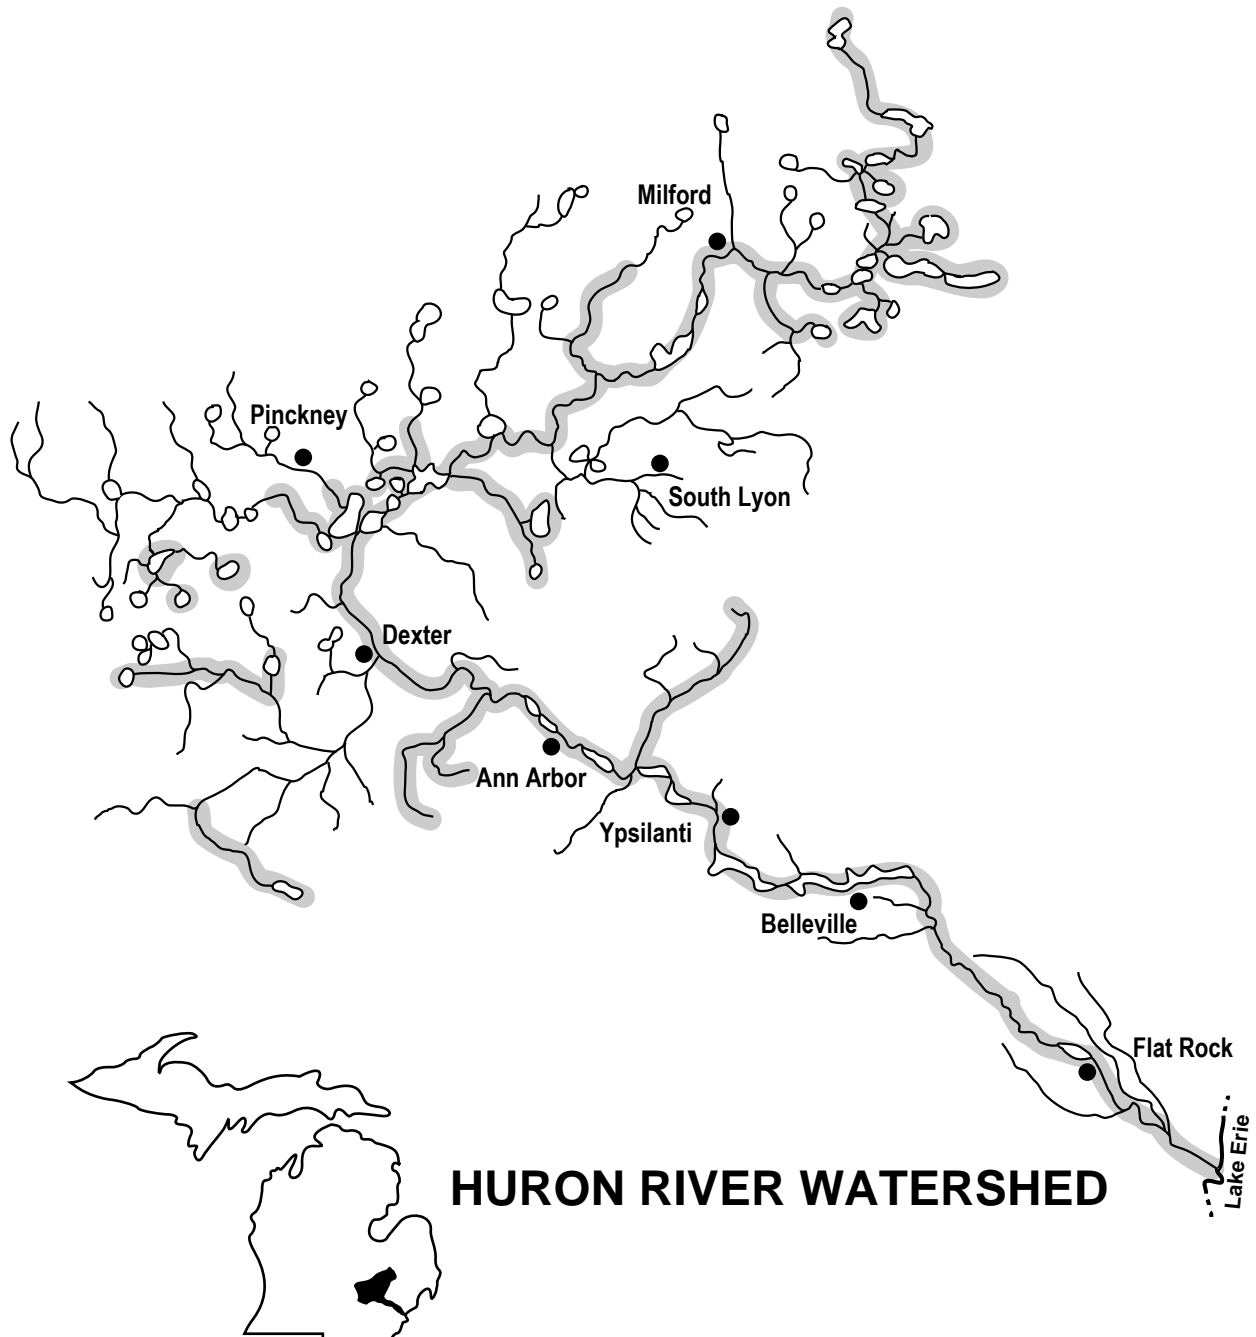 Milford
Pinckney
South Lyon
Dexter
Ann Arbor
Ypsilanti
Belleville
Flat Rock
Lake Erie
HURON RIVER WATERSHED